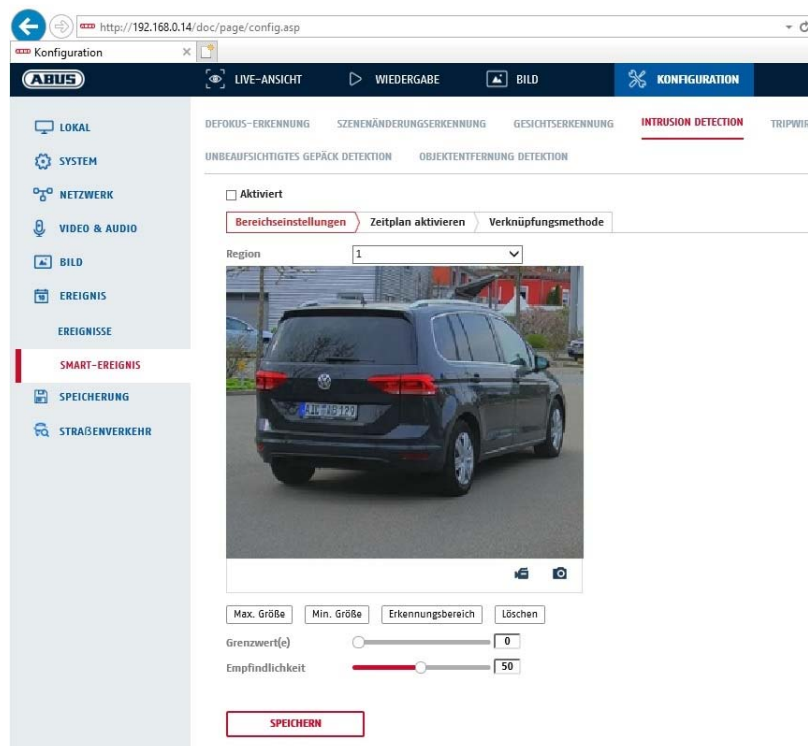 http://192.168.0.14/doc/page/config.asp
Konfiguration
ABUS
LIVE-ANSICHT
WIEDERGABE
BILD
KONFIGURATION
LOKAL
SYSTEM
NETZWERK
VIDEO & AUDIO
BILD
EREIGNIS
EREIGNISSE
SMART-EREIGNIS
SPEICHERUNG
STRAßENVERKEHR
DEFOKUS-ERKENNUNG SZENENÄNDERUNGSERKENNUNG GESICHTSERKENNUNG INTRUSION DETECTION TRIPWIR
UNBEAUFSICHTIGTES GEPÄCK DETEKTION OBJEKTENTFERNUNG DETEKTION
Aktiviert
Bereichseinstellungen Zeitplan aktivieren Verknüpfungsmethode
Region 1
Max. Größe Min. Größe Erkennungsbereich Löschen
Grenzwert(e) 0
Empfindlichkeit 50
SPEICHERN